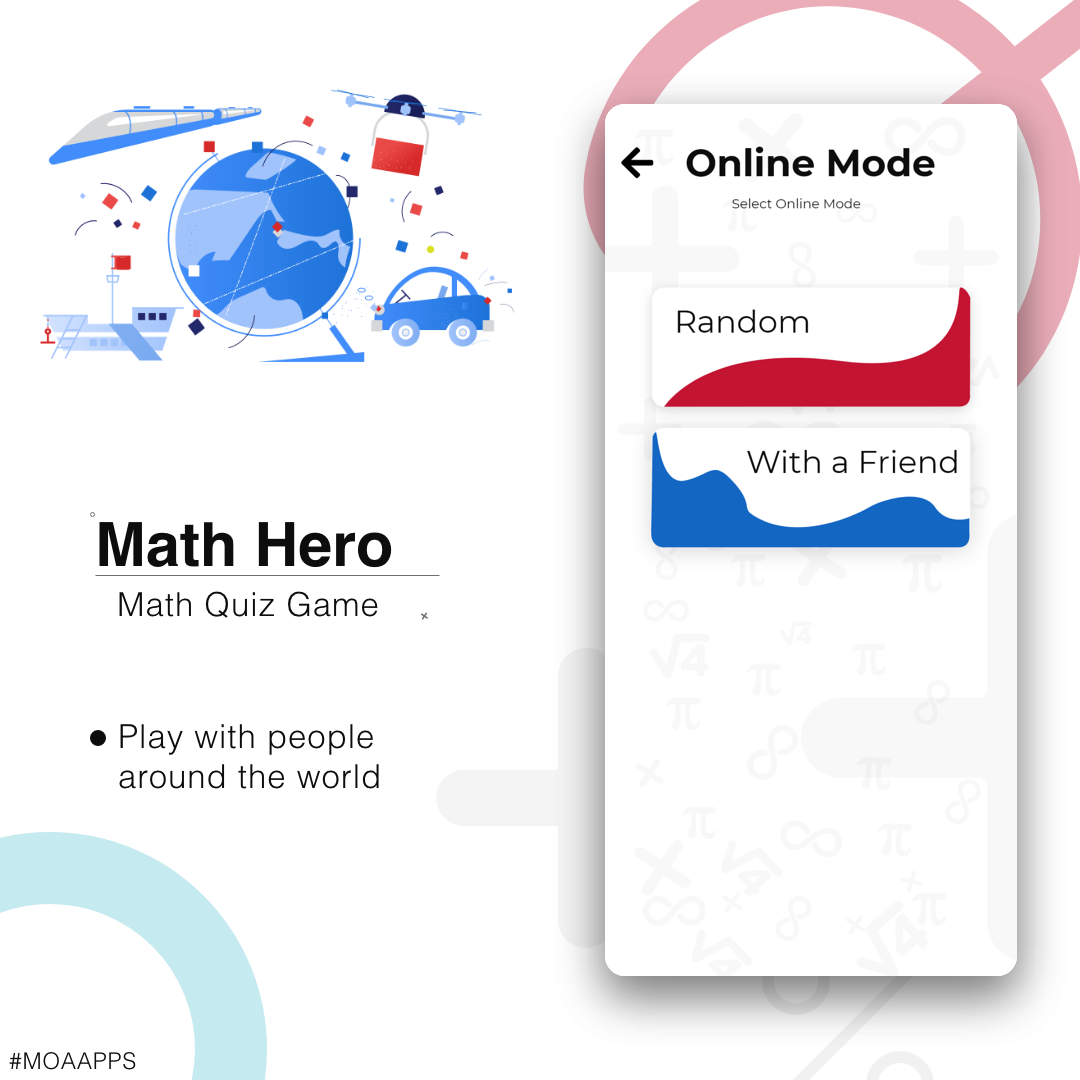 Math Hero
Math Quiz Game
Play with people
around the world
#MOAAPPS
Online Mode
Select Online Mode
Random
With a Friend